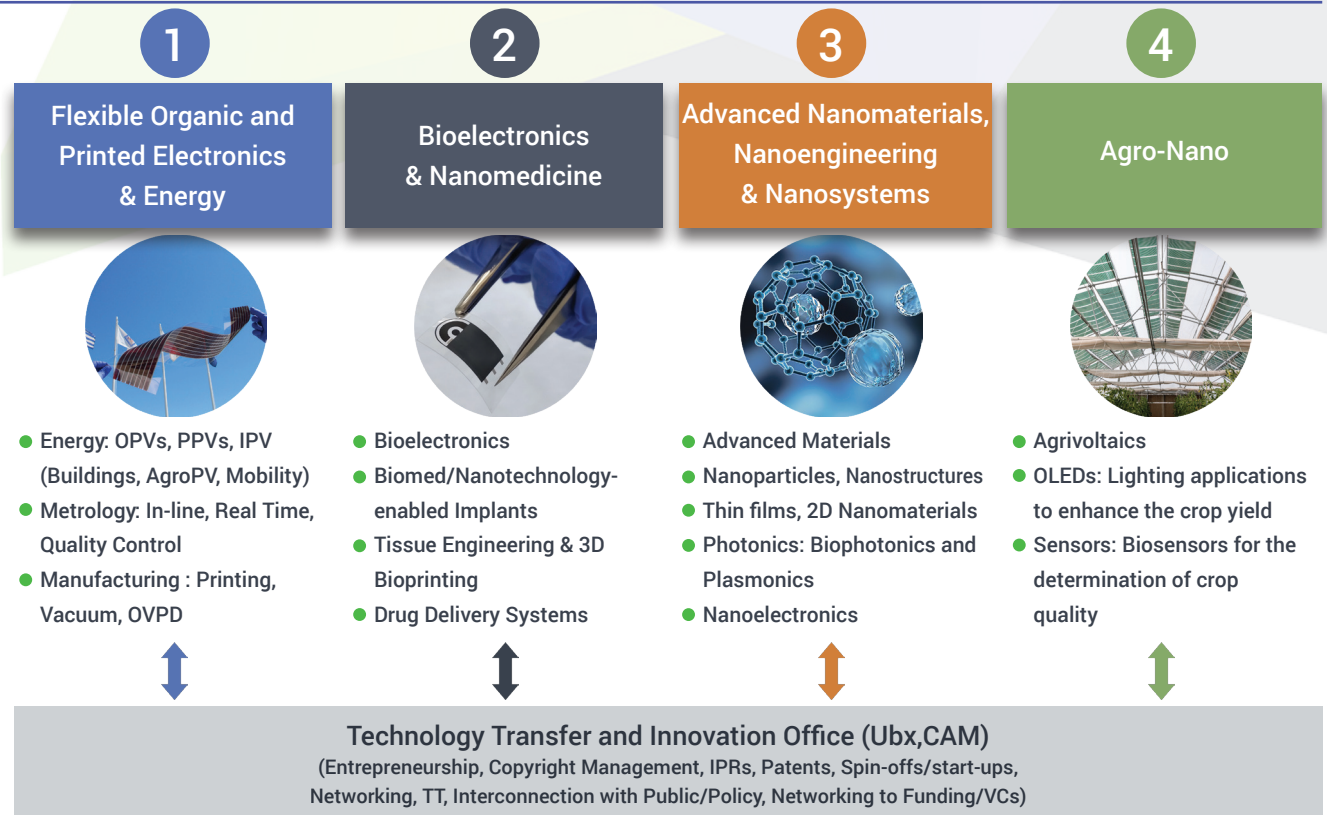 1
Flexible Organic and
Printed Electronics
& Energy
Energy: OPVs, PPVs, IPV
(Buildings, AgroPV, Mobility)
Metrology: In-line, Real Time,
Quality Control
Manufacturing : Printing,
Vacuum, OVPD
2
Bioelectronics
& Nanomedicine
Bioelectronics
Biomed/Nanotechnology-
enabled Implants
Tissue Engineering & 3D
Bioprinting
Drug Delivery Systems
3
Advanced Nanomaterials,
Nanoengineering
& Nanosystems
Advanced Materials
Nanoparticles, Nanostructures
Thin films, 2D Nanomaterials
Photonics: Biophotonics and
Plasmonics
Nanoelectronics
4
Agro-Nano
Agrivoltaics
OLEDs: Lighting applications
to enhance the crop yield
Sensors: Biosensors for the
determination of crop
quality
Technology Transfer and Innovation Office (Ubx,CAM)
(Entrepreneurship, Copyright Management, IPRs, Patents, Spin-offs/start-ups,
Networking, TT, Interconnection with Public/Policy, Networking to Funding/VCs)